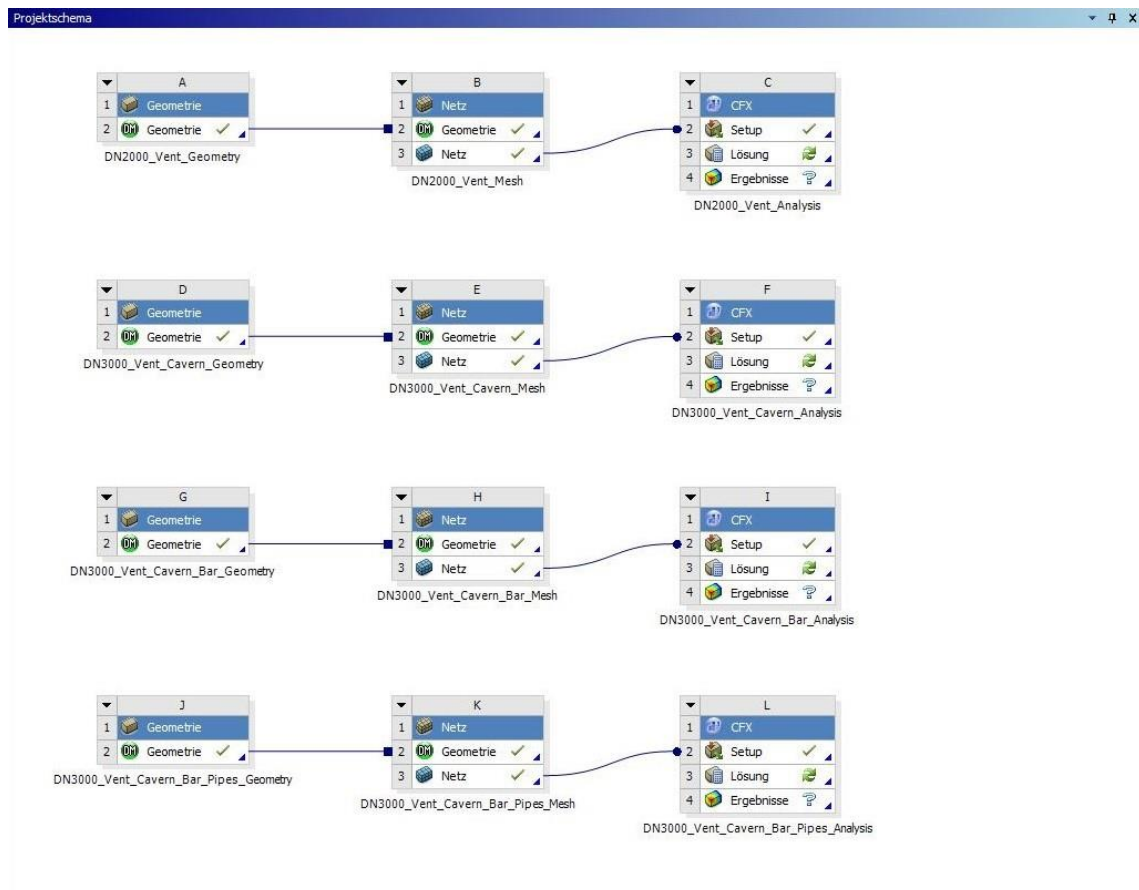 Projektschema
A B C
1 Geometrie 1 Netz 1 CFX
2 Geometrie 2 Geometrie 2 Setup
DN2000_Vent_Geometry 3 Netz 3 Lösung
DN2000_Vent_Mesh 4 Ergebnisse
DN2000_Vent_Analysis
D E F
1 Geometrie 1 Netz 1 CFX
2 Geometrie 2 Geometrie 2 Setup
DN3000_Vent_Cavern_Geometry 3 Netz 3 Lösung
DN3000_Vent_Cavern_Mesh 4 Ergebnisse
DN3000_Vent_Cavern_Analysis
G H I
1 Geometrie 1 Netz 1 CFX
2 Geometrie 2 Geometrie 2 Setup
DN3000_Vent_Cavern_Bar_Geometry 3 Netz 3 Lösung
DN3000_Vent_Cavern_Bar_Mesh 4 Ergebnisse
DN3000_Vent_Cavern_Bar_Analysis
J K L
1 Geometrie 1 Netz 1 CFX
2 Geometrie 2 Geometrie 2 Setup
DN3000_Vent_Cavern_Bar_Pipes_Geometry 3 Netz 3 Lösung
DN3000_Vent_Cavern_Bar_Pipes_Mesh 4 Ergebnisse
DN3000_Vent_Cavern_Bar_Pipes_Analysis